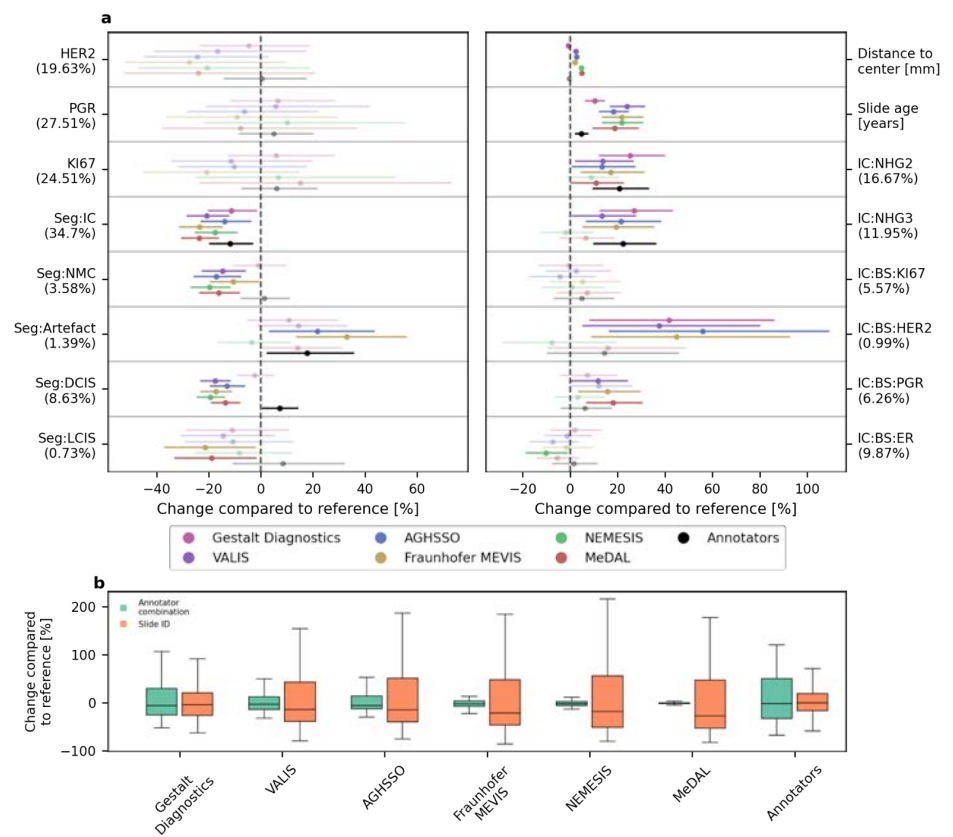 a
HER2
(19.63%)
PGR
(27.51%)
KI67
(24.51%)
Seg:IC
(34.7%)
Seg:NMC
(3.58%)
Seg:Artefact
(1.39%)
Seg:DCIS
(8.63%)
Seg:LCIS
(0.73%)
−40 −20 0 20 40 60
Change compared to reference [%]
Distance to
center [mm]
Slide age
[years]
IC:NHG2
(16.67%)
IC:NHG3
(11.95%)
IC:BS:KI67
(5.57%)
IC:BS:HER2
(0.99%)
IC:BS:PGR
(6.26%)
IC:BS:ER
(9.87%)
−20 0 20 40 60 80 100
Change compared to reference [%]
Gestalt Diagnostics AGHSSO NEMESIS Annotators
VALIS Fraunhofer MEVIS MeDAL
b
Change compared
to reference [%]
200
100
0
−100
Annotator
combination
Slide ID
Gestalt
Diagnostics
VALIS
AGHSSO
Fraunhofer
MEVIS
NEMESIS
MeDAL
Annotators